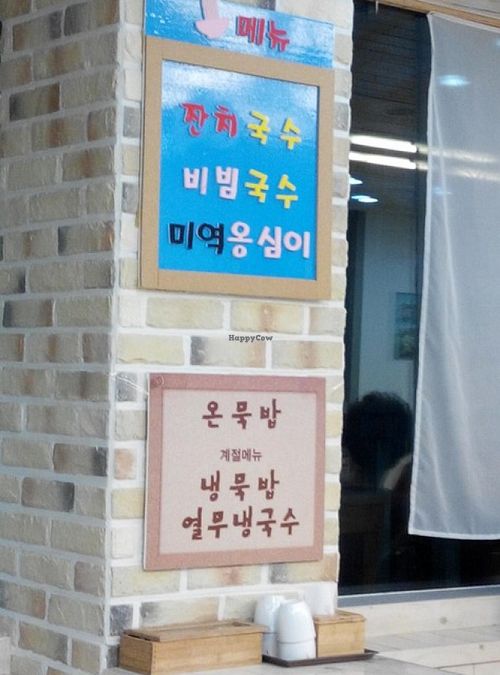 메뉴
잔치국수
비빔국수
미역옹심이
HappyCow
온묵밥
계절메뉴
냉묵밥
열무냉국수